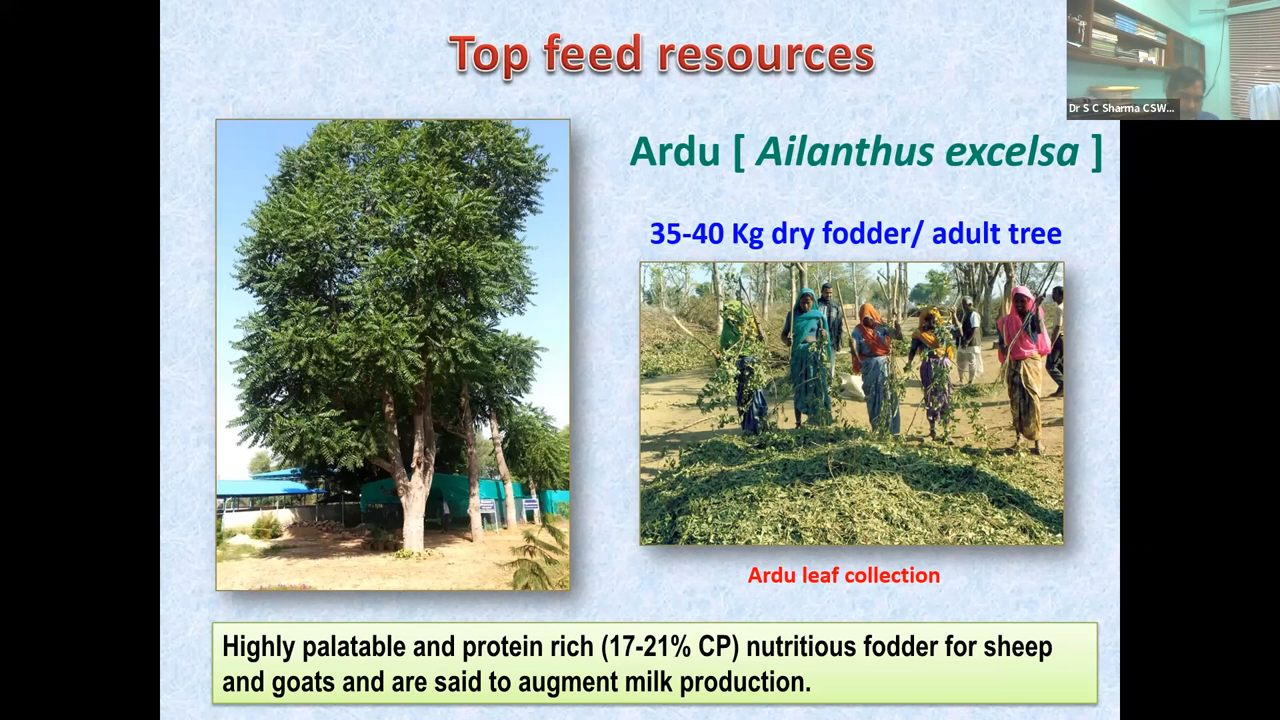 Top feed resources
Dr S C Sharma CSW...
Ardu [ Ailanthus excelsa ]
35-40 Kg dry fodder/ adult tree
Ardu leaf collection
Highly palatable and protein rich (17-21% CP) nutritious fodder for sheep
and goats and are said to augment milk production.